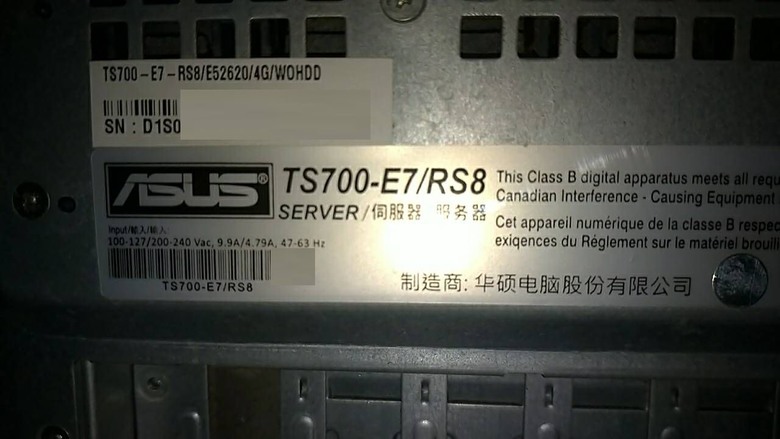 TS700-E7-RS8/E52620/4G/WOHDD
SN : D1S0
ASUS®
TS700-E7/RS8
SERVER/伺服器 服务器
This Class B digital apparatus meets all requ
Canadian Interference - Causing Equipment
Cet appareil numérique de la classe B respec
exiqences du Réglement sur le matériel brouil
Input/輸入/输入:
100-127/200-240 Vac, 9.9A/4.79A, 47-63 Hz
TS700-E7/RS8
制造商: 华硕电脑股份有限公司